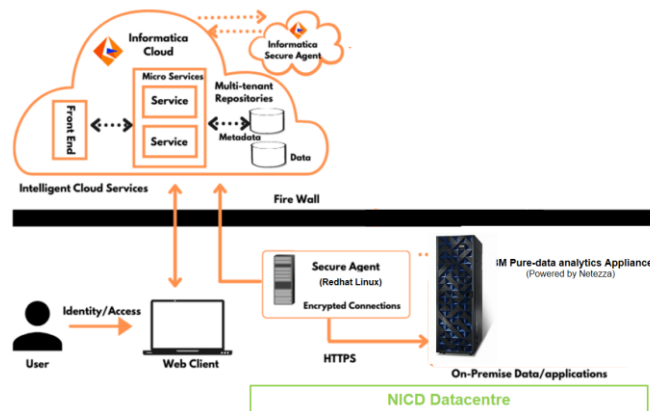 Informatica
Cloud
Informatica
Secure Agent
Micro Services
Multi-tenant
Repositories
Front End
Service
Service
Metadata
Data
Intelligent Cloud Services
Fire Wall
Secure Agent
(Redhat Linux)
Encrypted Connections
BM Pure-data analytics Appliance
(Powered by Netezza)
Identity/Access
User
Web Client
HTTPS
On-Premise Data/applications
NICD Datacentre